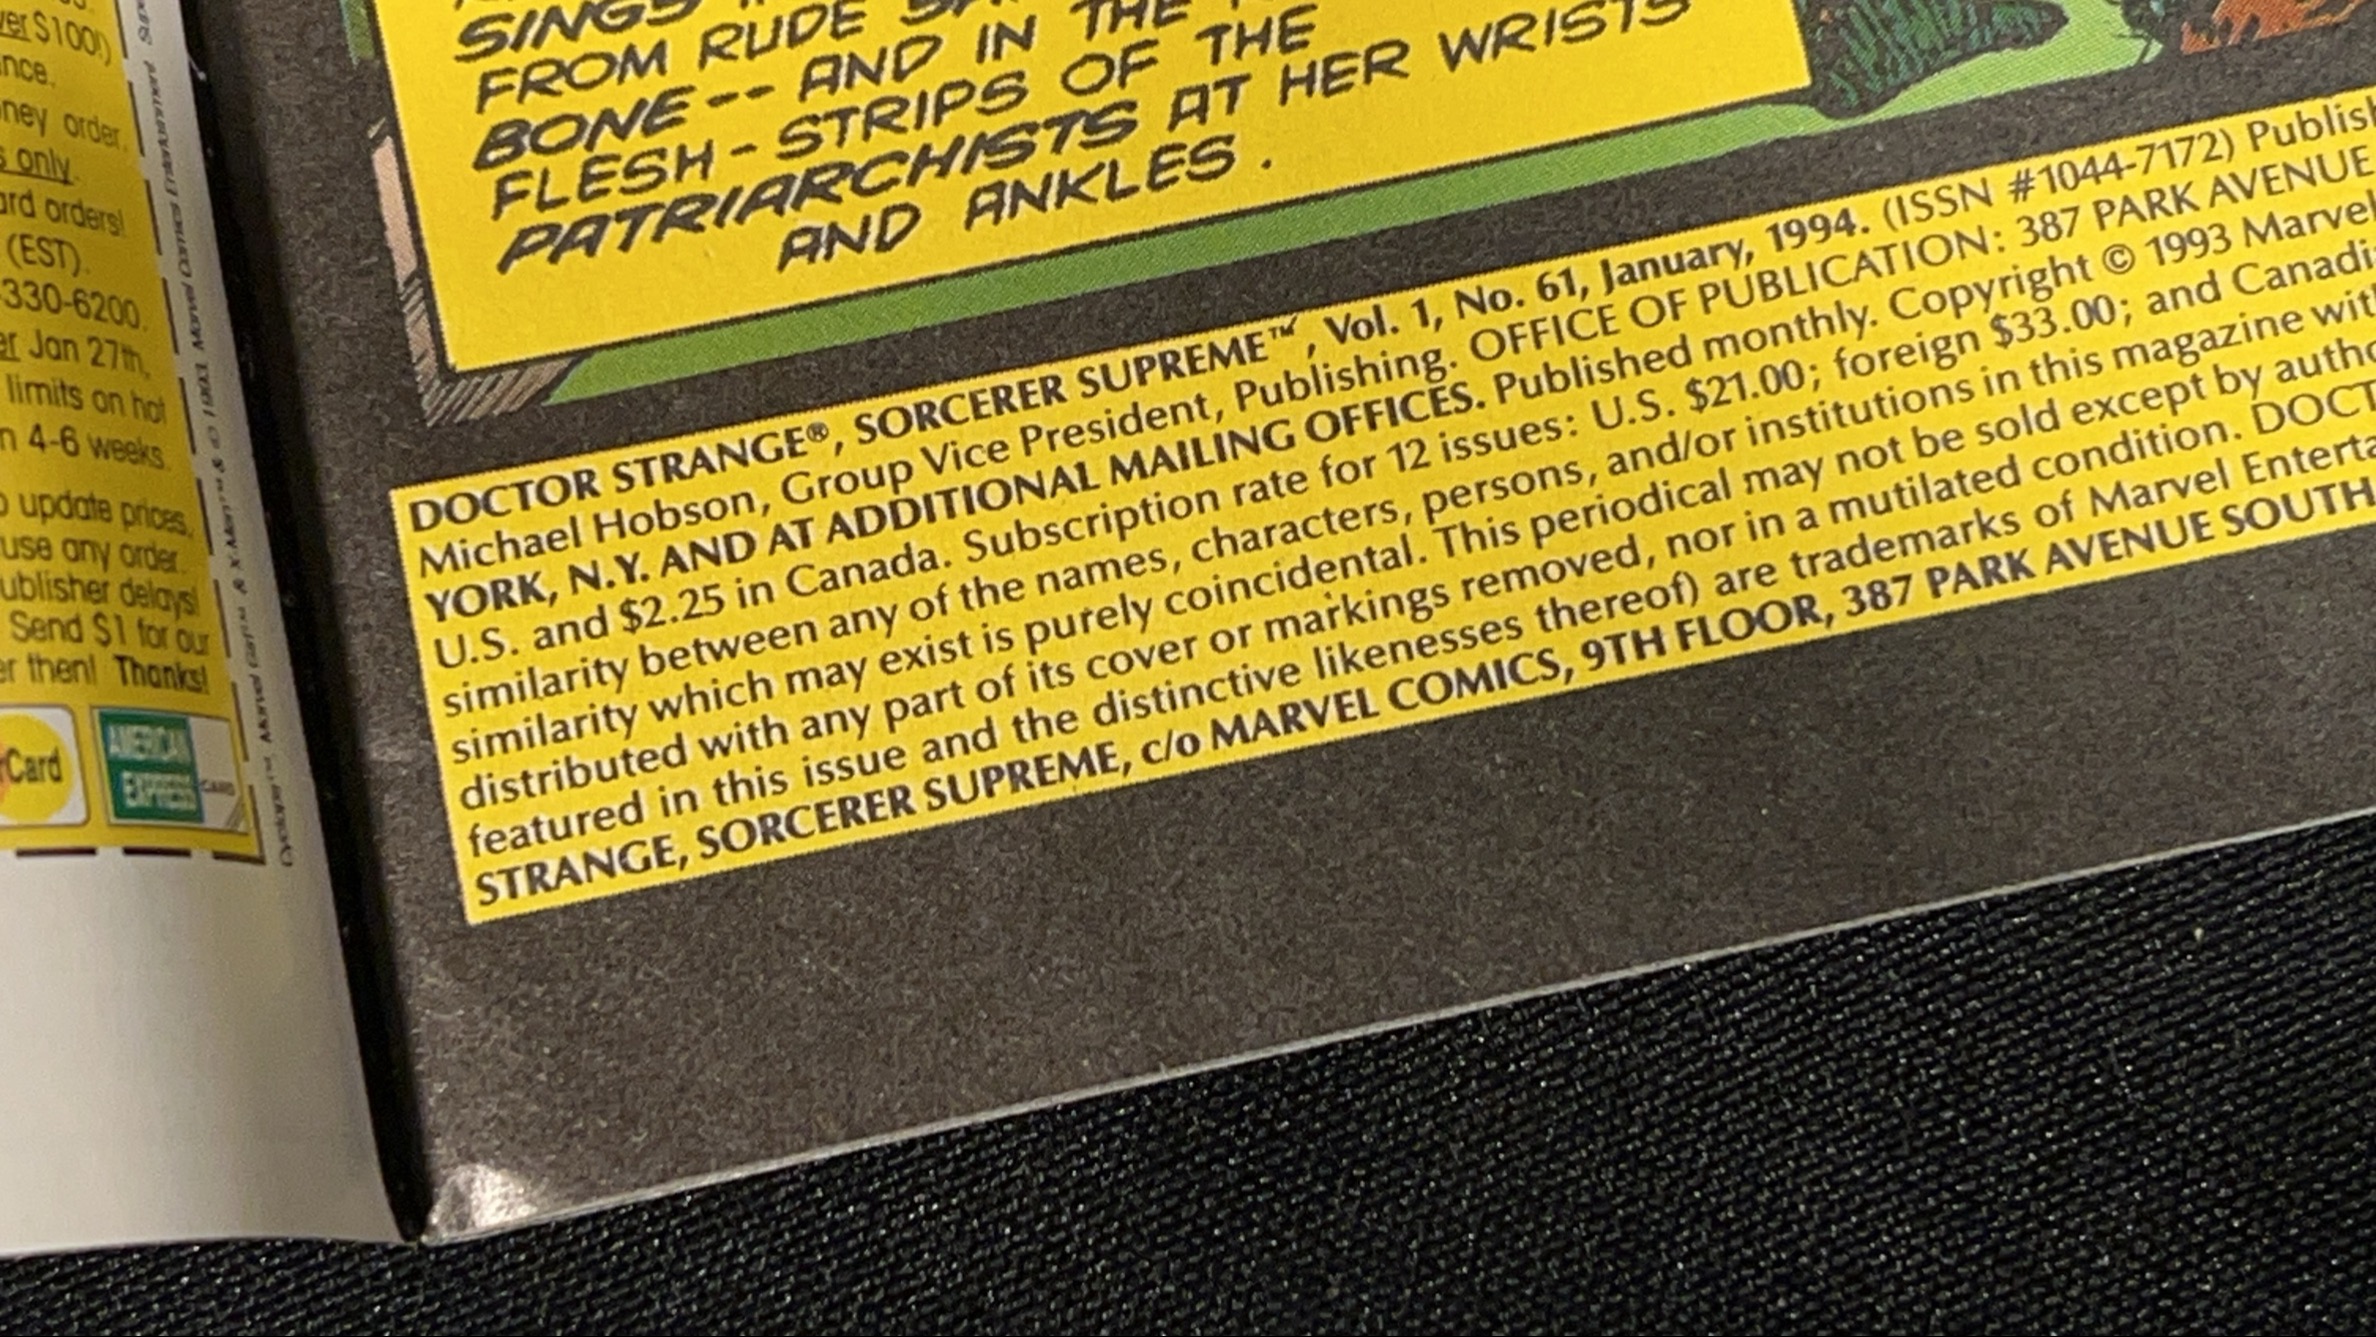 ver $100!)
nce.
ney order,
s only.
ard orders!
(EST).
-330-6200.
er Jan 27th,
limits on hot
n 4-6 weeks.
update prices,
use any order.
ublisher delays!
Send $1 for our
er then! Thanks!
Card
AMERICAN
EXPRESS
CARD
SINGS
FROM RUDE
BONE -- AND IN THE
FLESH - STRIPS OF THE
PATRIARCHISTS AT HER WRISTS
AND ANKLES.
DOCTOR STRANGE®, SORCERER SUPREME™, Vol. 1, No. 61, January, 1994. (ISSN #1044-7172) Publish
Michael Hobson, Group Vice President, Publishing. OFFICE OF PUBLICATION: 387 PARK AVENUE
YORK, N.Y. AND AT ADDITIONAL MAILING OFFICES. Published monthly. Copyright © 1993 Marvel
U.S. and $2.25 in Canada. Subscription rate for 12 issues: U.S. $21.00; foreign $33.00; and Canadi
similarity between any of the names, characters, persons, and/or institutions in this magazine with
similarity which may exist is purely coincidental. This periodical may not be sold except by autho
distributed with any part of its cover or markings removed, nor in a mutilated condition. DOCT
featured in this issue and the distinctive likenesses thereof) are trademarks of Marvel Enterta
STRANGE, SORCERER SUPREME, c/o MARVEL COMICS, 9TH FLOOR, 387 PARK AVENUE SOUTH